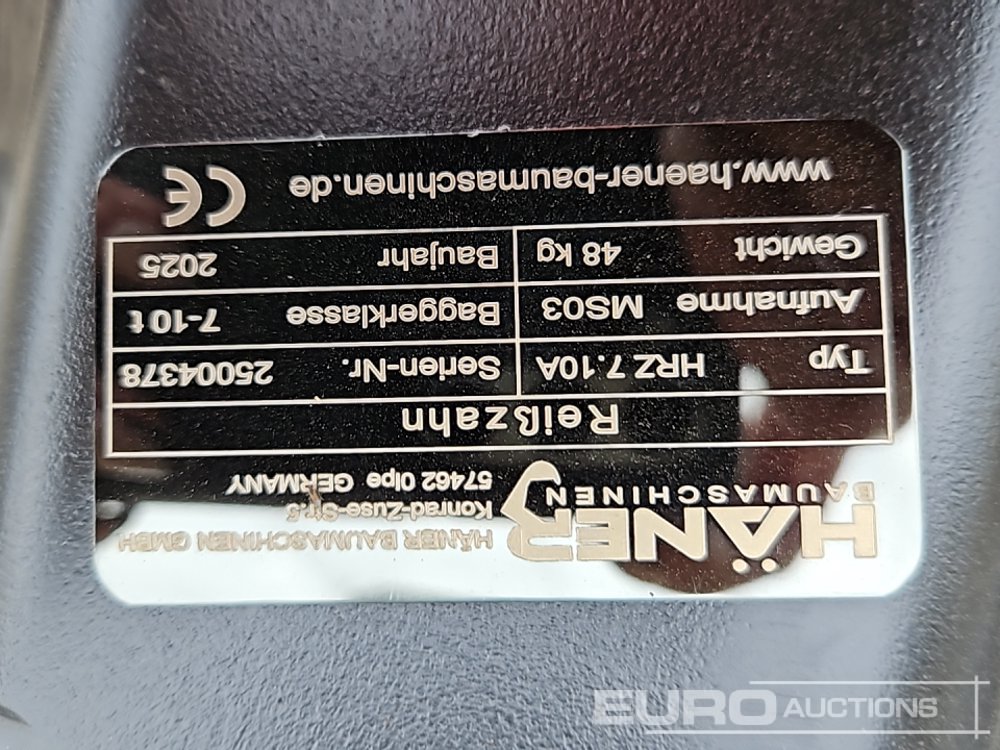 HÄNER
BAUMASCHINEN
HÄNER BAUMASCHINEN GMBH
Konrad-Zuse-Str.5
57462 Olpe GERMANY
Reißzahn
Typ HRZ 7.10A Serien-Nr. 25004378
Aufnahme MS03 Baggerklasse 7-10 t
Gewicht 48 kg Baujahr 2025
www.haener-baumaschinen.de CE
EURO AUCTIONS